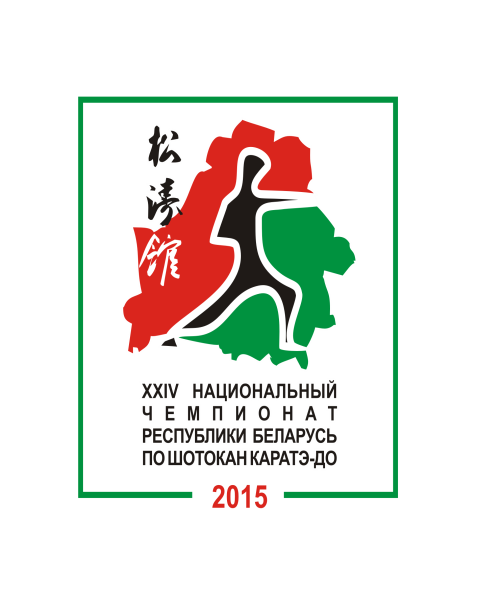 松
濤
館
XXIV НАЦИОНАЛЬНЫЙ
ЧЕМПИОНАТ
РЕСПУБЛИКИ БЕЛАРУСЬ
ПО ШОТОКАН КАРАТЭ-ДО
2015